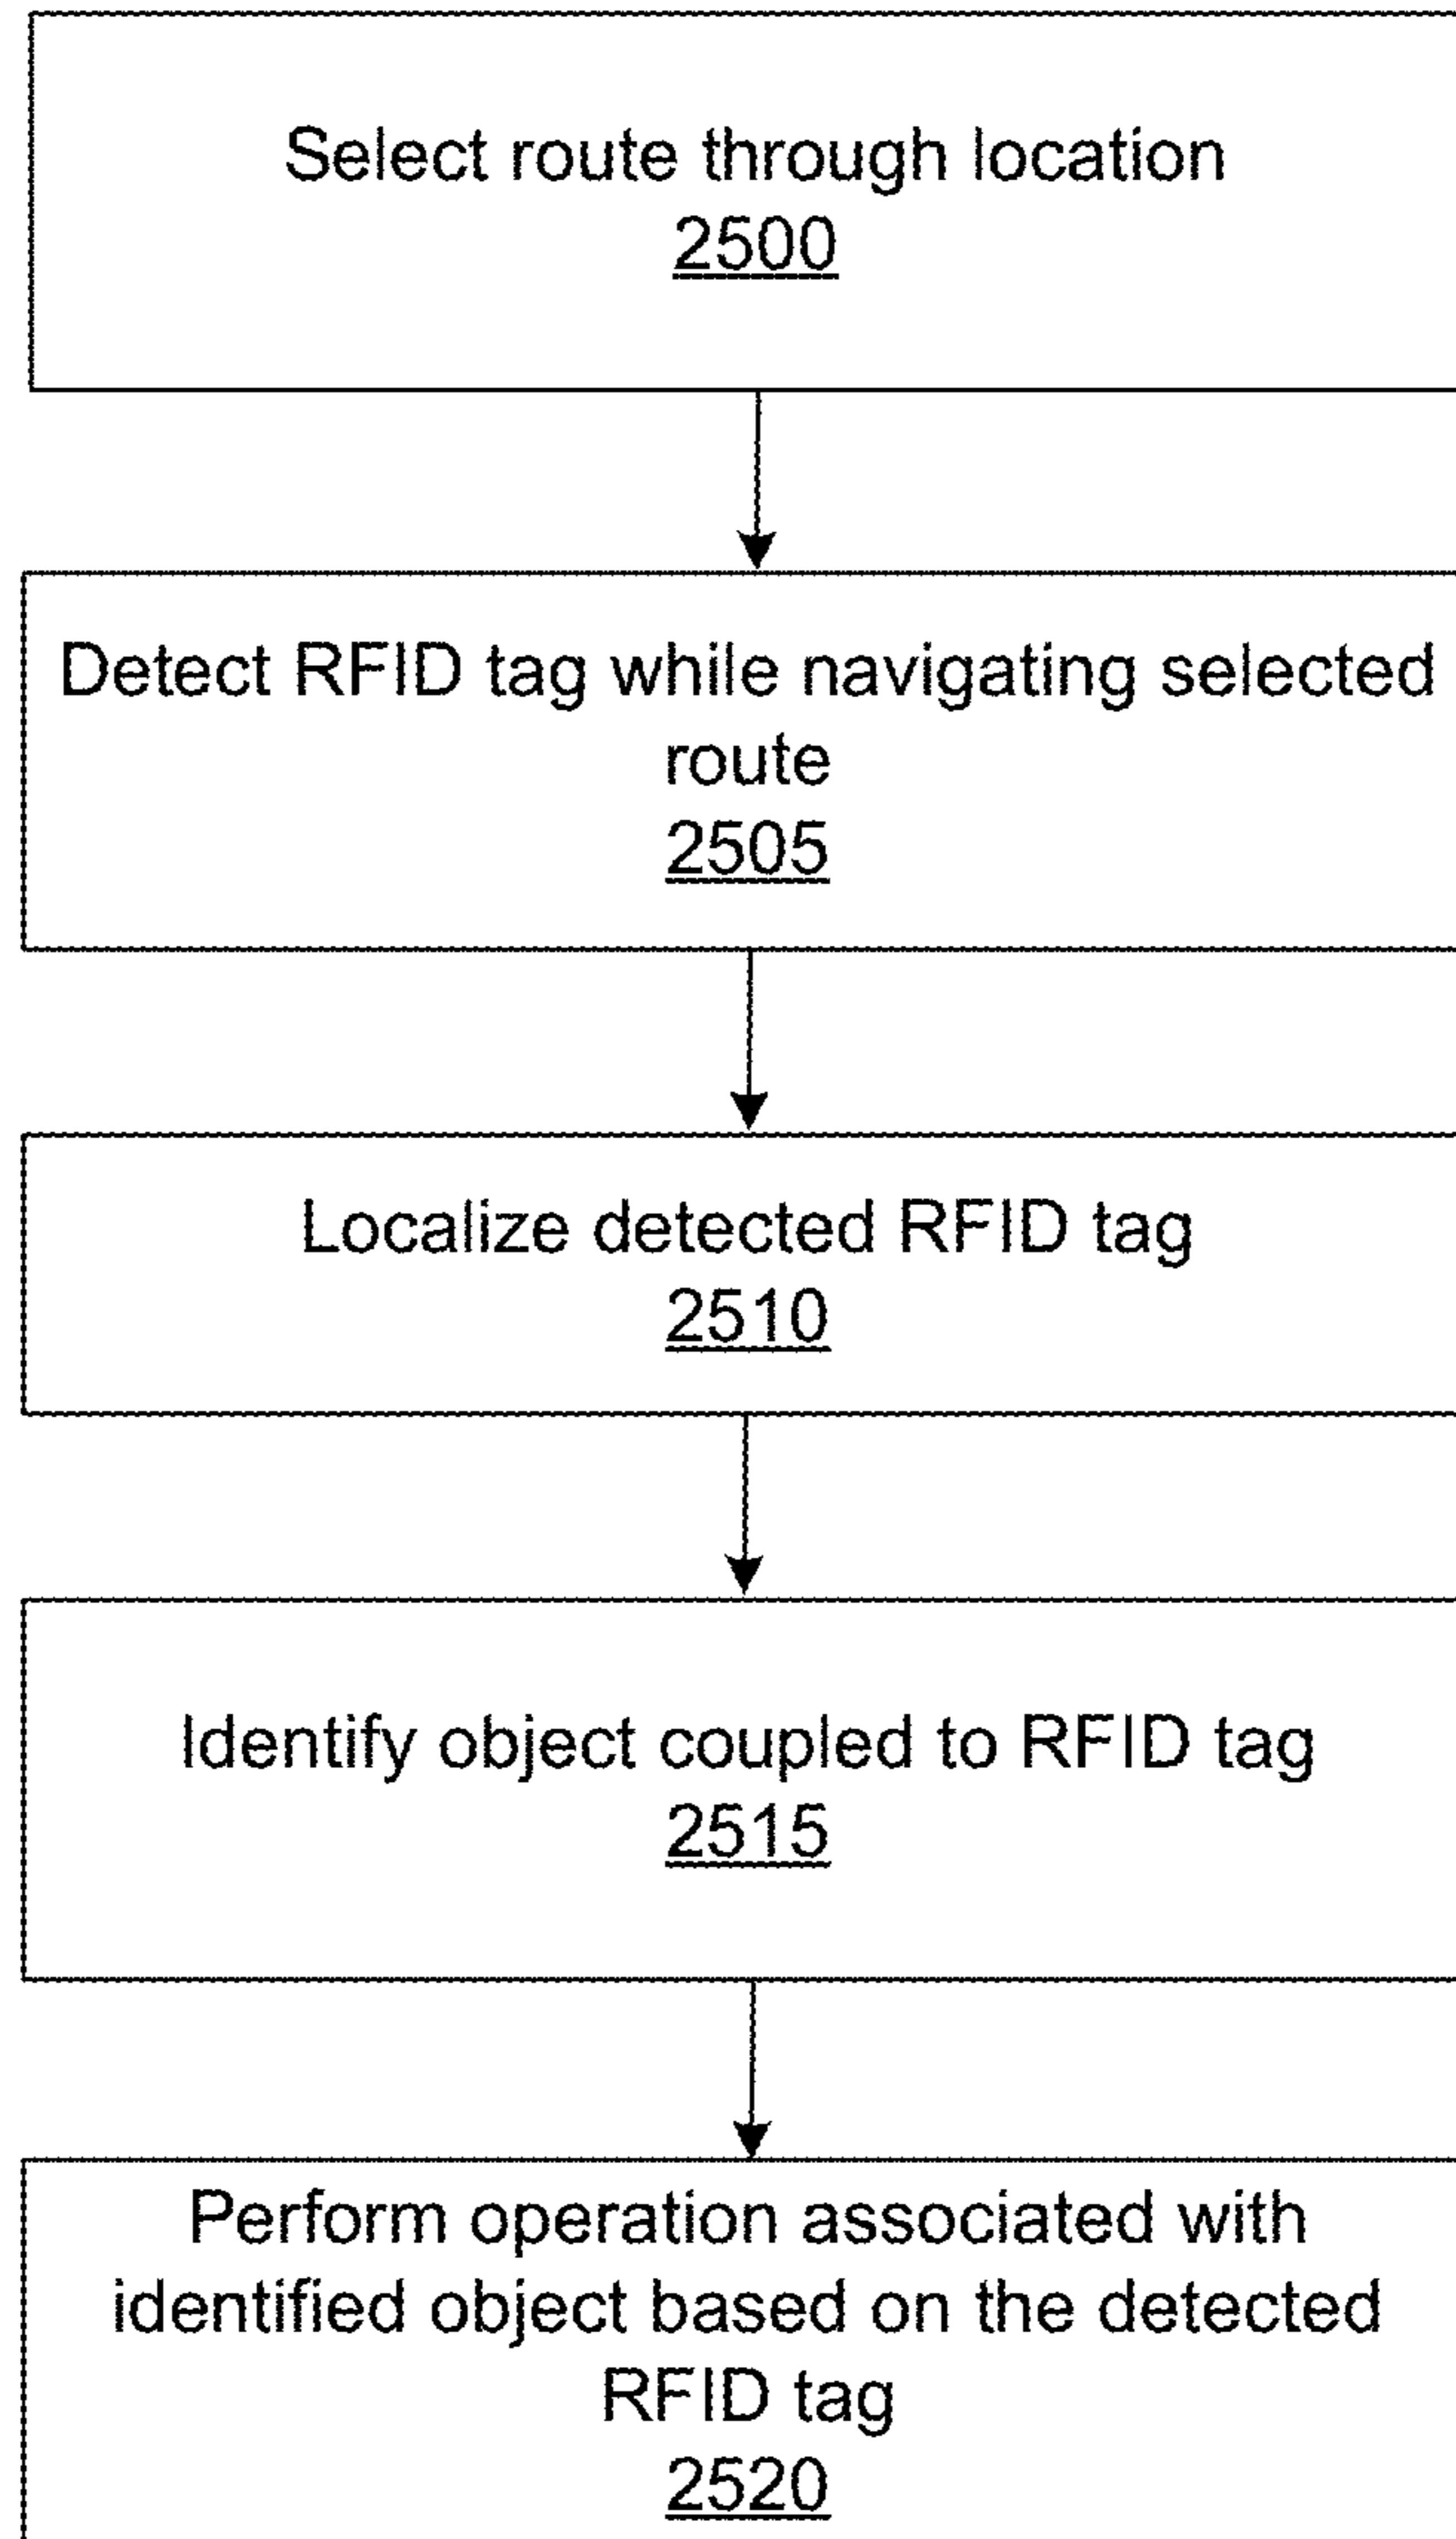 Select route through location
2500
Detect RFID tag while navigating selected
route
2505
Localize detected RFID tag
2510
Identify object coupled to RFID tag
2515
Perform operation associated with
identified object based on the detected
RFID tag
2520